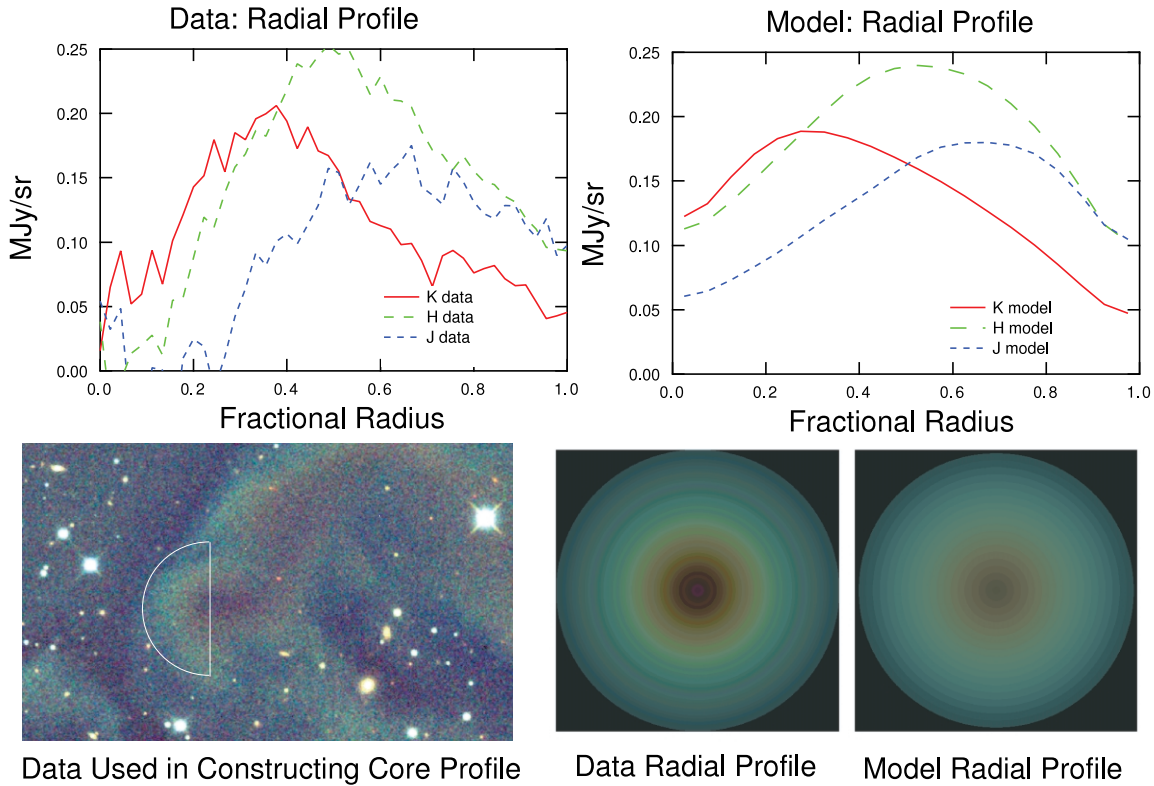 Data: Radial Profile
0.25
0.20
0.15
0.10
0.05
0.00
MJy/sr
K data
H data
J data
0.0 0.2 0.4 0.6 0.8 1.0
Fractional Radius
Model: Radial Profile
0.25
0.20
0.15
0.10
0.05
0.00
MJy/sr
K model
H model
J model
0.0 0.2 0.4 0.6 0.8 1.0
Fractional Radius
Data Used in Constructing Core Profile
Data Radial Profile
Model Radial Profile